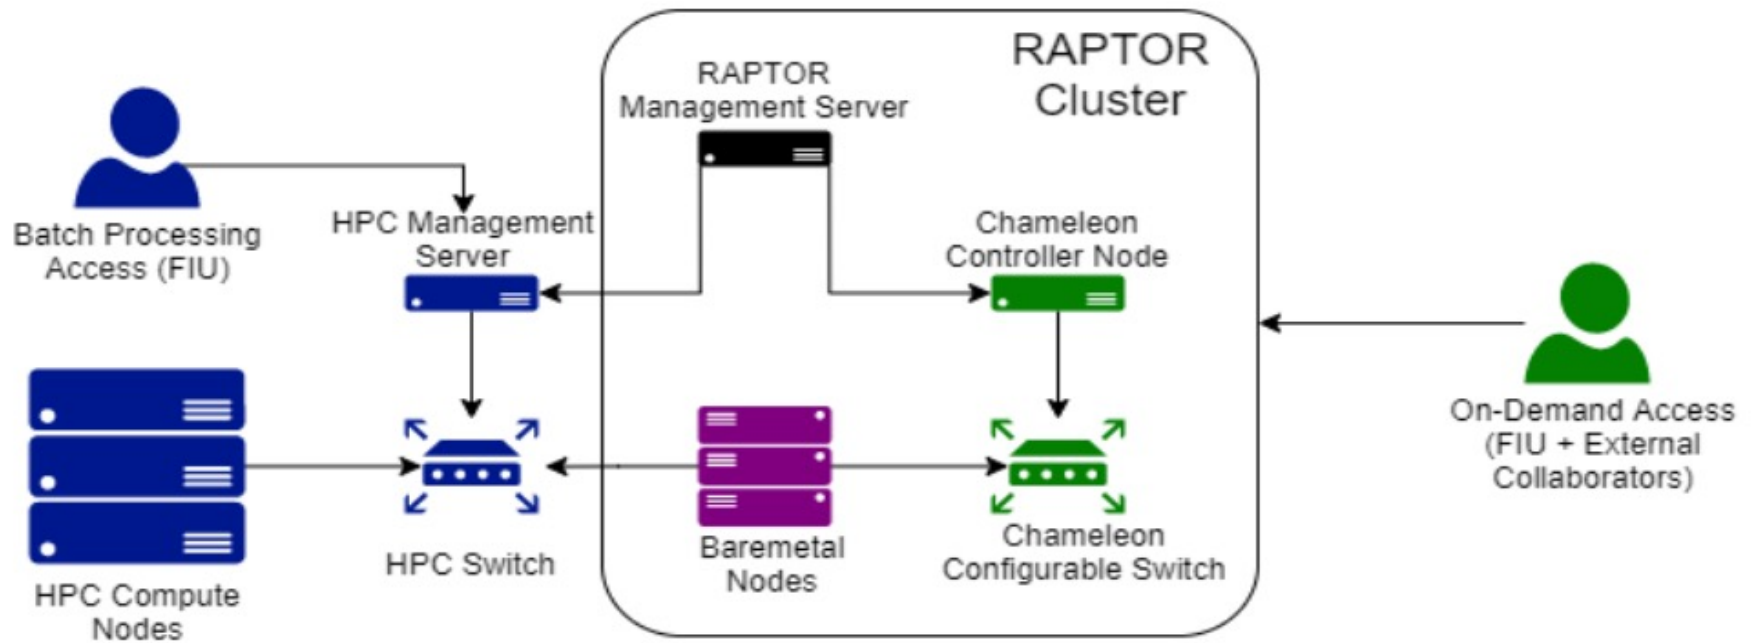 RAPTOR
Cluster
RAPTOR
Management Server
Batch Processing
Access (FIU)
HPC Management
Server
Chameleon
Controller Node
On-Demand Access
(FIU + External
Collaborators)
HPC Compute
Nodes
HPC Switch
Baremetal
Nodes
Chameleon
Configurable Switch